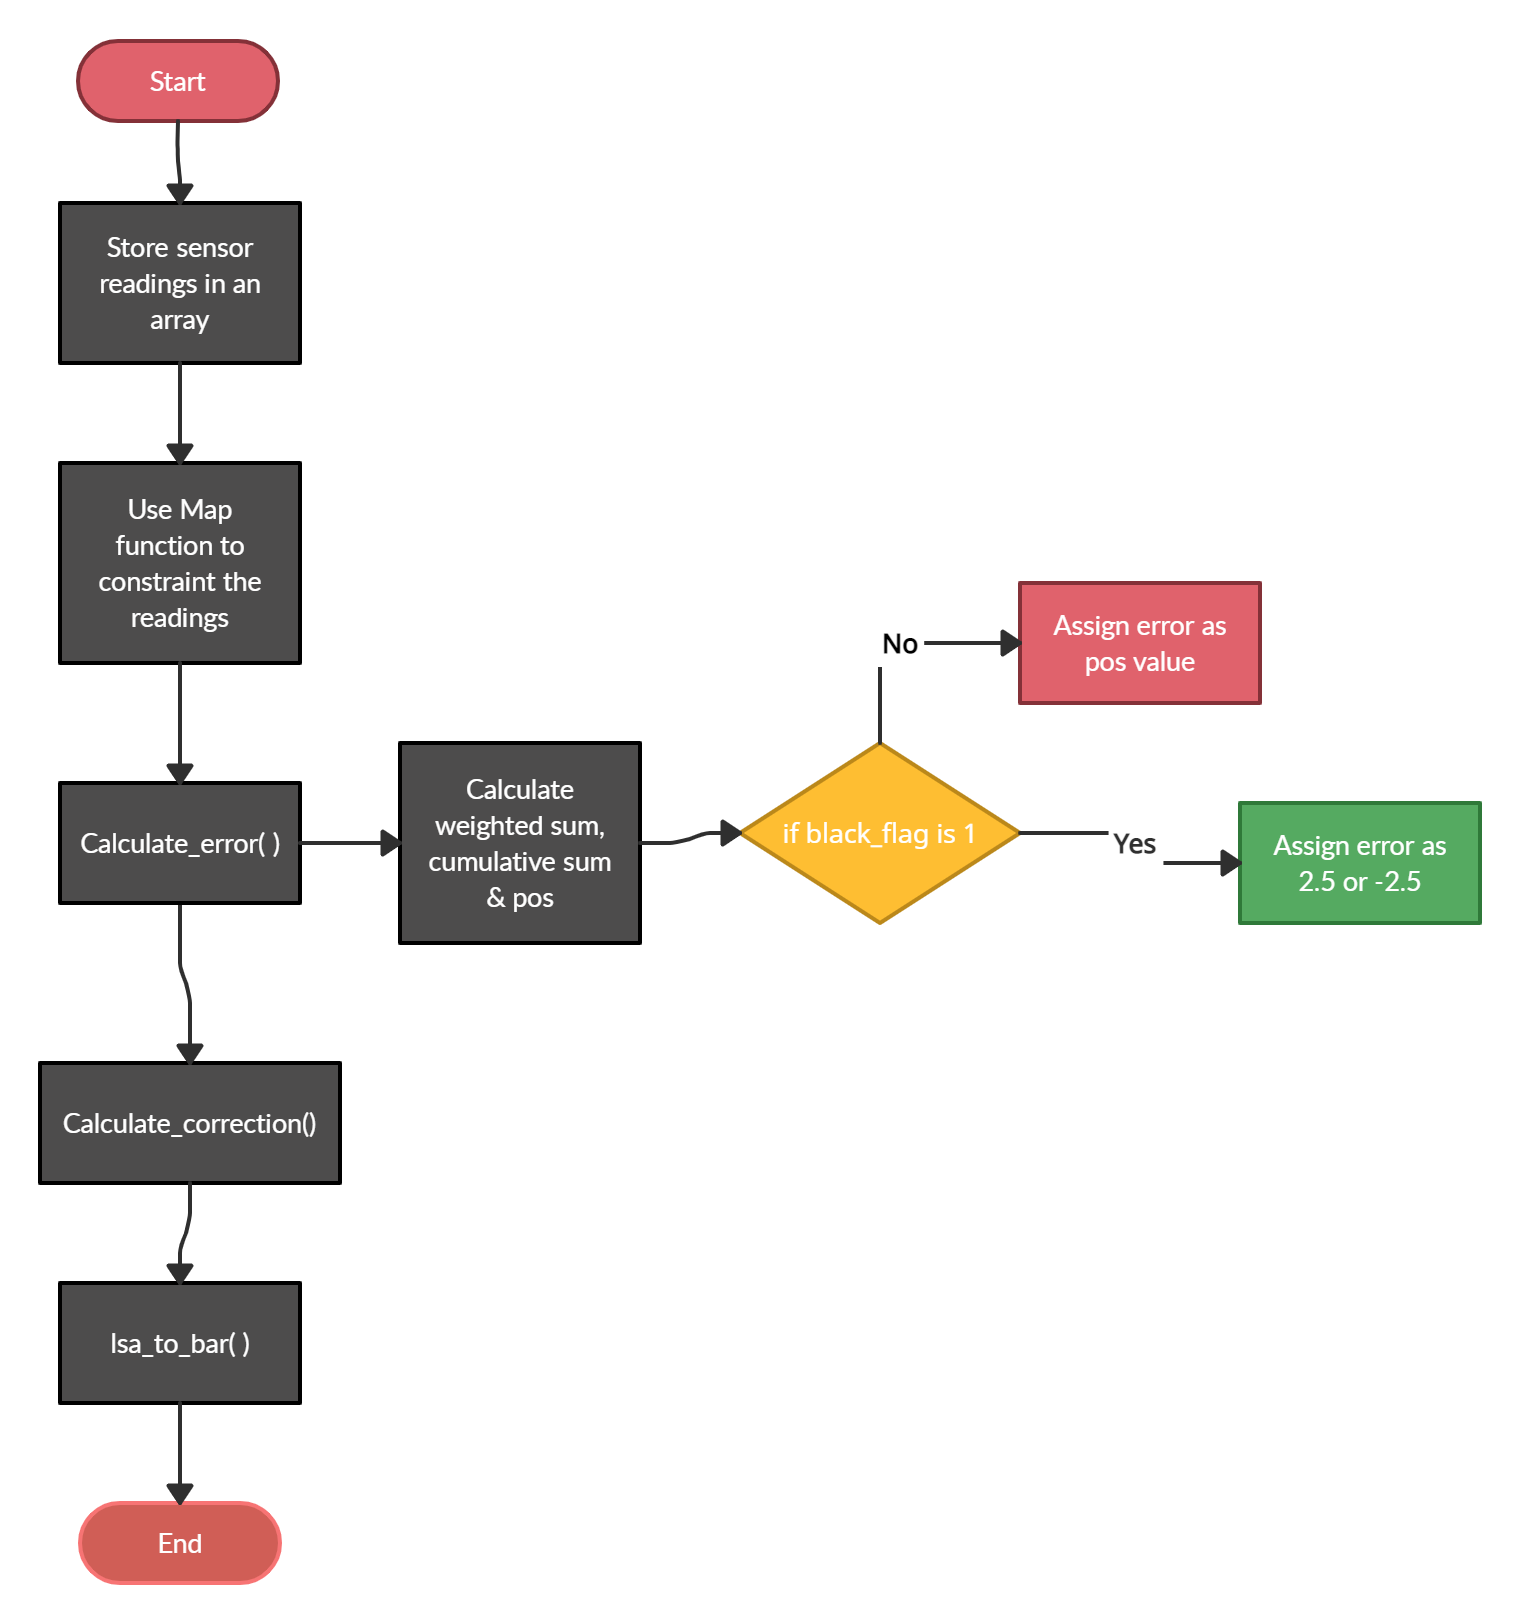 Start
Store sensor
readings in an
array
Use Map
function to
constraint the
readings
Calculate_error( )
Calculate
weighted sum,
cumulative sum
& pos
if black_flag is 1
No
Assign error as
pos value
Yes
Assign error as
2.5 or -2.5
Calculate_correction()
lsa_to_bar( )
End